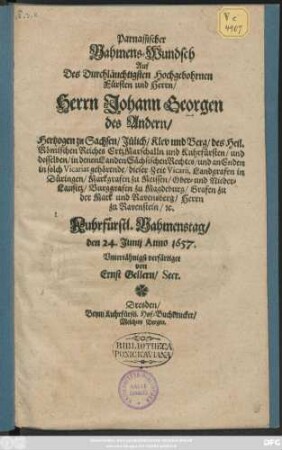 Vc
4907
Parnassischer
Nahmens-Wundsch
Auf
Des Durchläuchtigsten Hochgebohrnen
Fürsten und Herrn/
Herrn Johann Georgen
des Andern/
Hertzogen zu Sachsen/ Jülich/ Klev und Berg/ des Heil.
Römischen Reiches Ertz Marschalln und Kuhrfürsten/ und
desselben/ in denen Landen Sächsischen Rechtes/ und an Enden
in solch Vicariat gehörende/ dieser Zeit Vicarii, Landgrafen in
Düringen/ Markgrafen zu Meissen/ Ober- und Nieder-
Lausitz/ Burggrafen zu Magdeburg/ Grafen zu
der Mark und Ravensberg/ Herrn
zu Ravenstein/ ꝛc.
Kuhrfürstl. Nahmenstag/
den 24. Junij Anno 1657.
Unterthänigst verfärtiget
von
Ernst Gellern/ Secr.
Dresden/
Beym Kuhrfürstl. Hof-Buchdrucker/
Melchior Bergen.
BIBLIOTHECA
PONICKAVIANA